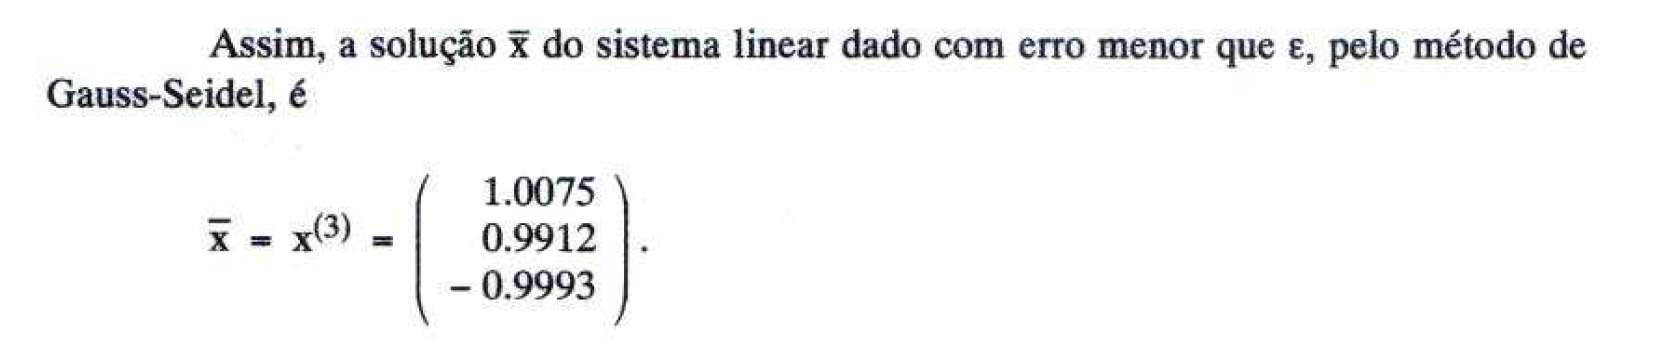 Assim, a solução x̄ do sistema linear dado com erro menor que ε, pelo método de
Gauss-Seidel, é
x̄ = x⁽³⁾ = ( 1.0075
0.9912
− 0.9993 ) .